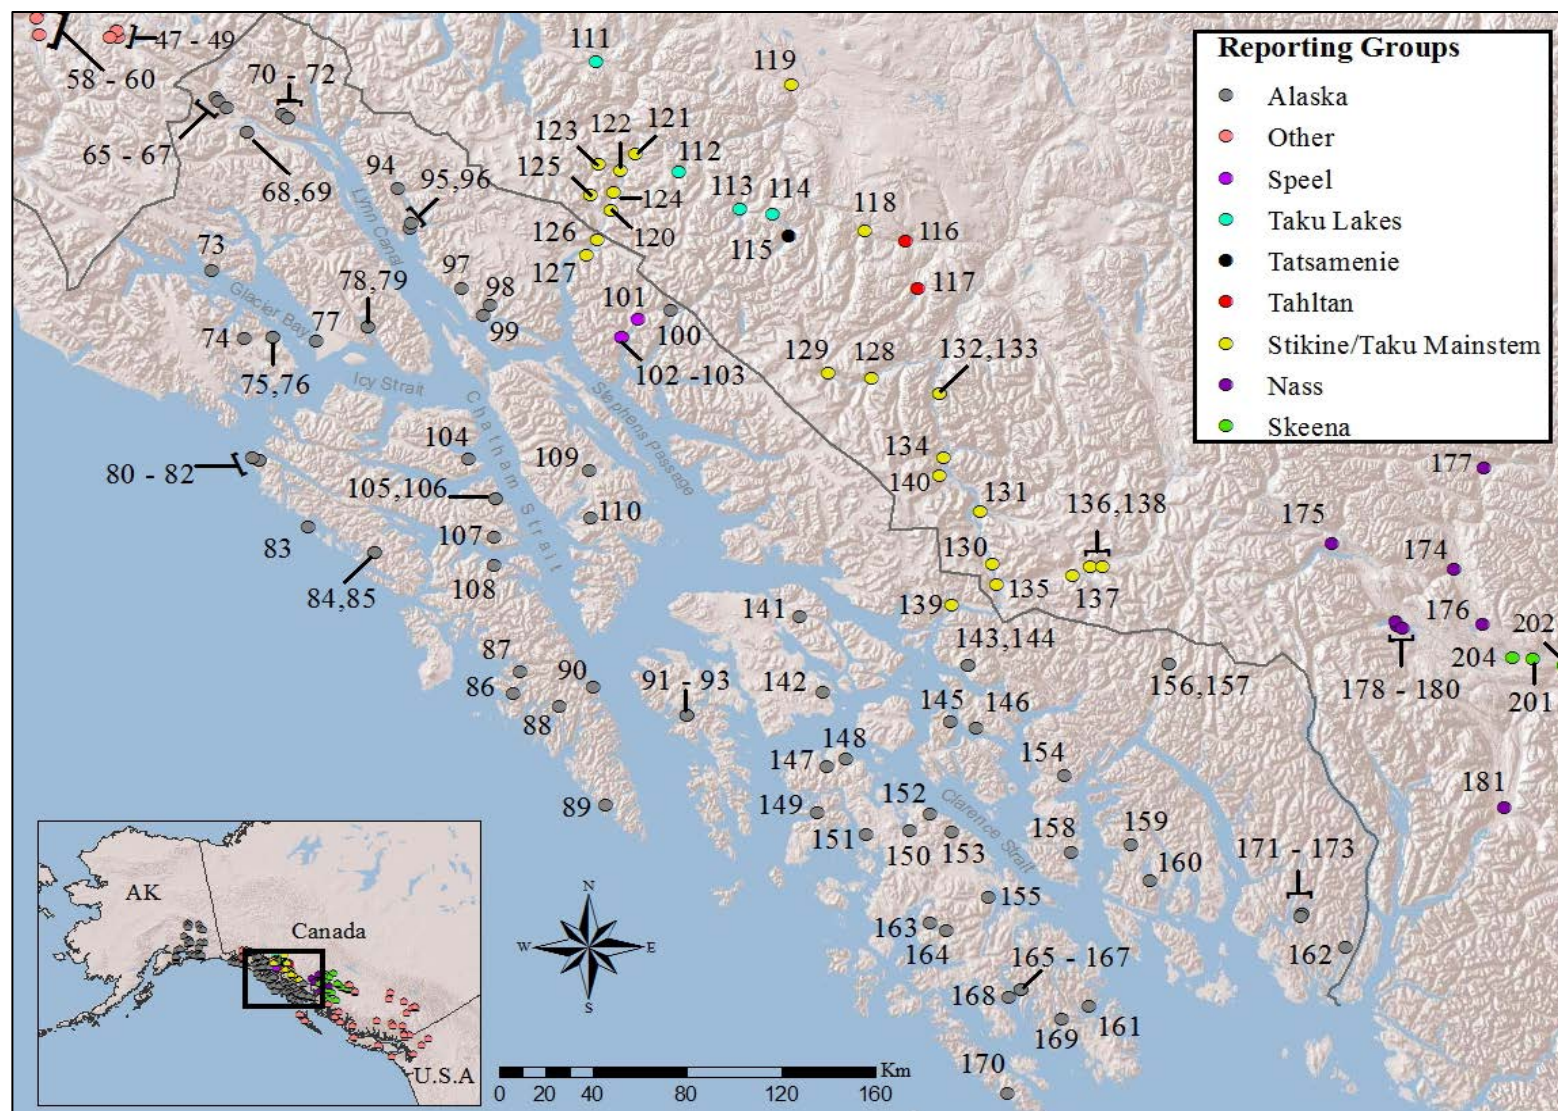 47 - 49
58 - 60
70 - 72
65 - 67
68,69
94
95,96
Lynn Canal
111
119
123
122
121
125
112
124
113
114
118
120
126
115
116
127
117
Reporting Groups
Alaska
Other
Speel
Taku Lakes
Tatsamenie
Tahltan
Stikine/Taku Mainstem
Nass
Skeena
73
Glacier Bay
78,79
97
98
101
77
99
100
74
102 -103
75,76
Icy Strait
129
128
132,133
Chatham Strait
Stephens Passage
104
109
134
80 - 82
177
105,106
140
131
136,138
110
175
83
107
130
174
84,85
108
135
137
139
141
176
202
143,144
204
87
90
91 - 93
142
156,157
178 - 180
201
86
145
146
88
148
147
154
181
89
149
152
Clarence Strait
158
159
151
150
153
171 - 173
160
155
163
164
162
165 - 167
168
161
169
170
AK
Canada
U.S.A
N
W
E
S
Km
0
20
40
80
120
160